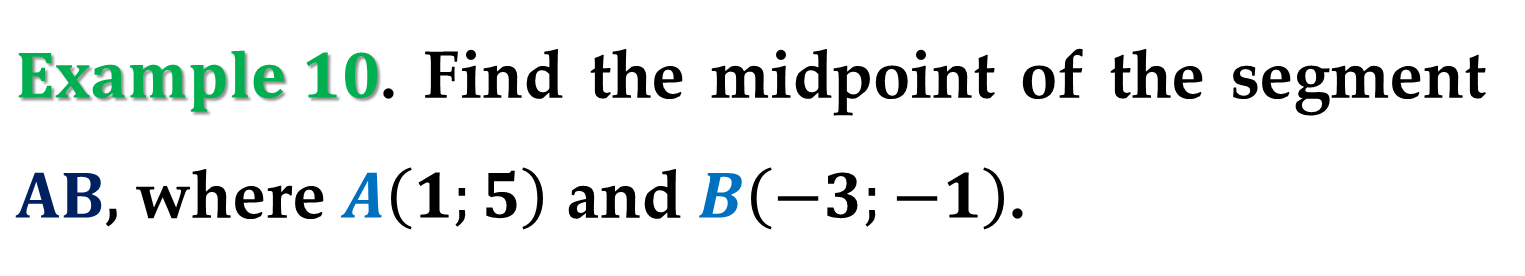 Example 10. Find the midpoint of the segment
AB, where A(1; 5) and B(−3; −1).